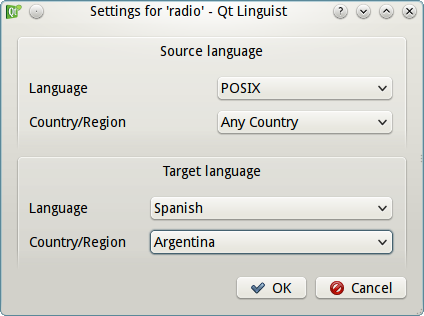 Settings for 'radio' - Qt Linguist
Source language
Language POSIX
Country/Region Any Country
Target language
Language Spanish
Country/Region Argentina
OK Cancel